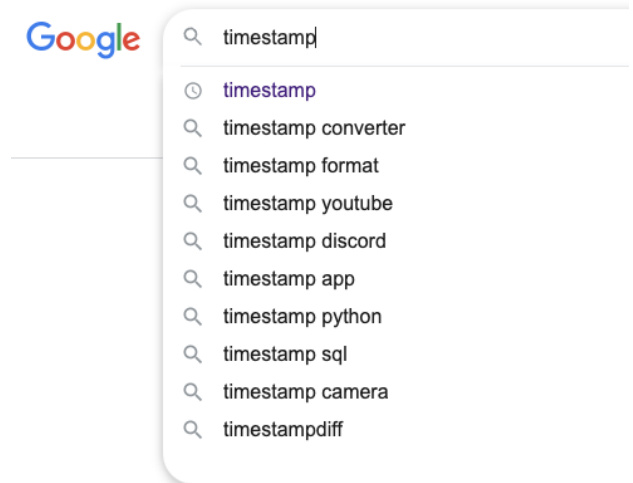 Google
timestamp
timestamp
timestamp converter
timestamp format
timestamp youtube
timestamp discord
timestamp app
timestamp python
timestamp sql
timestamp camera
timestampdiff